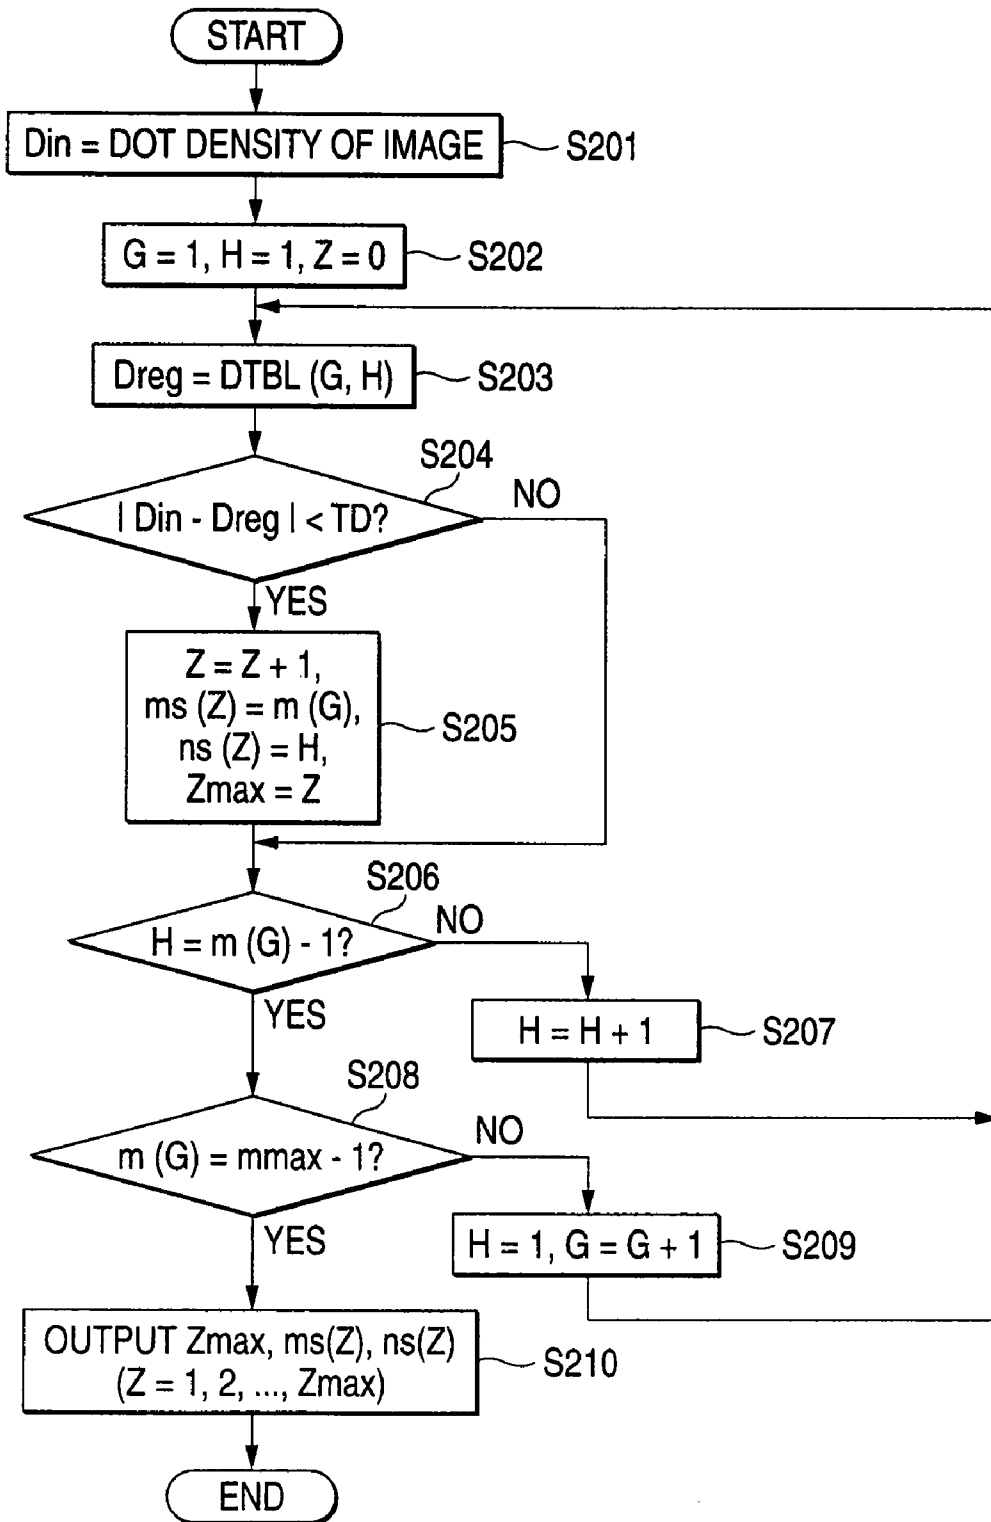 START
Din = DOT DENSITY OF IMAGE
S201
G = 1, H = 1, Z = 0
S202
Dreg = DTBL (G, H)
S203
S204
| Din - Dreg | < TD?
NO
YES
Z = Z + 1,
ms (Z) = m (G),
ns (Z) = H,
Zmax = Z
S205
S206
H = m (G) - 1?
NO
YES
H = H + 1
S207
S208
m (G) = mmax - 1?
NO
YES
H = 1, G = G + 1
S209
OUTPUT Zmax, ms(Z), ns(Z)
(Z = 1, 2, ..., Zmax)
S210
END